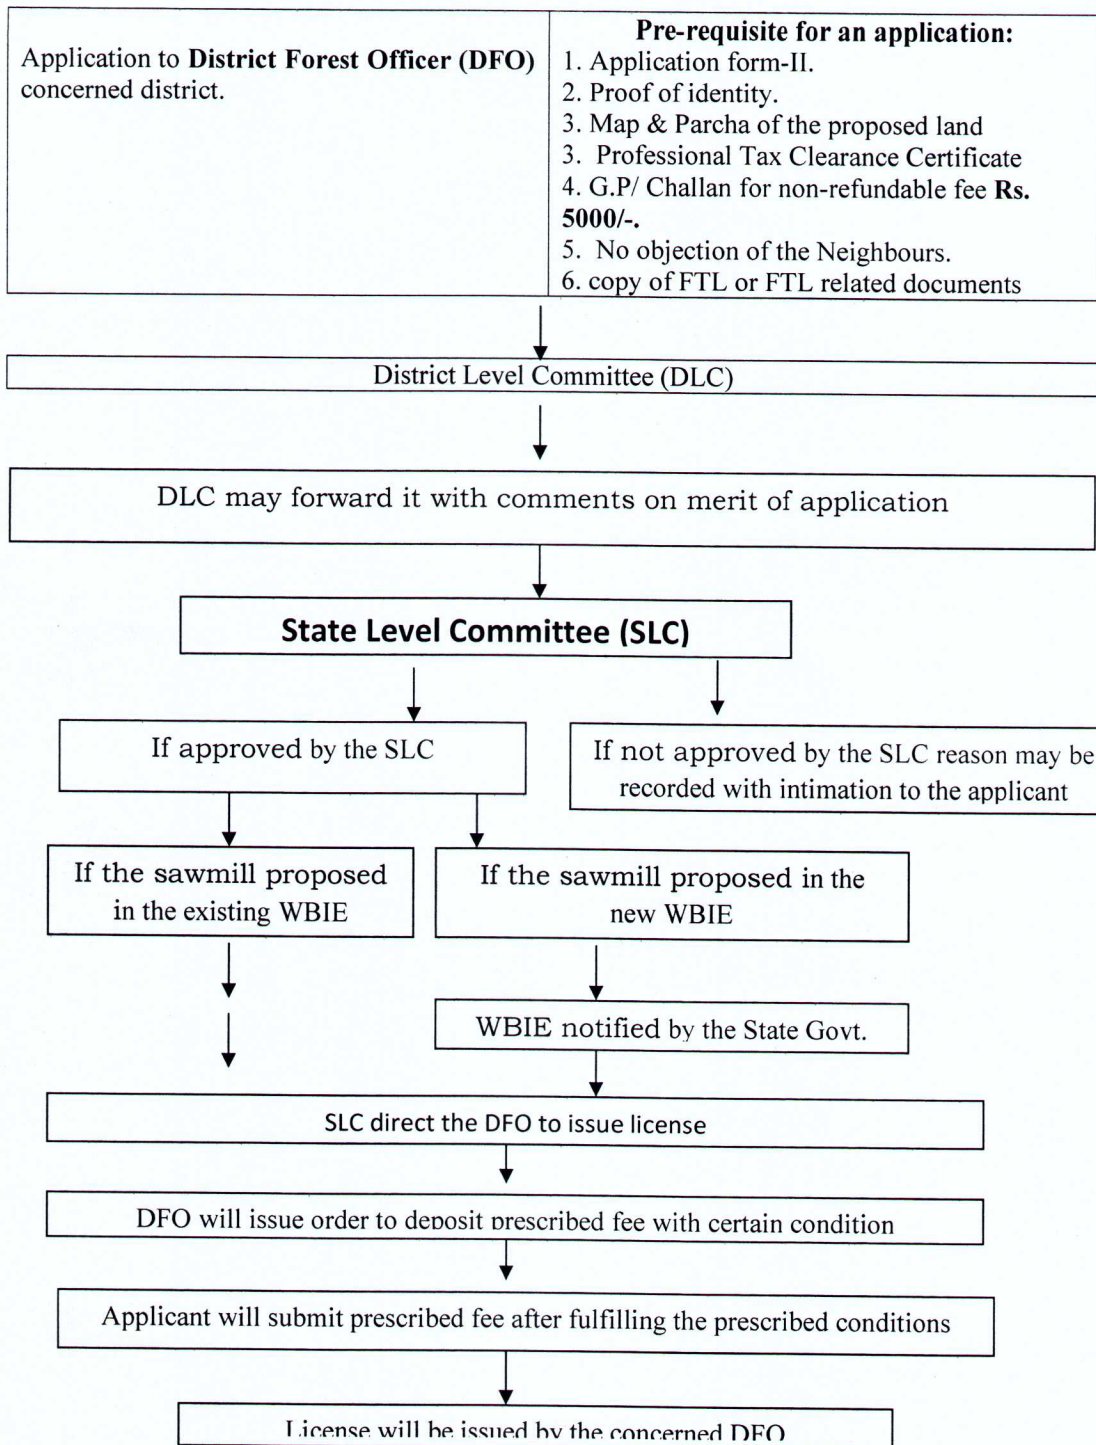 Application to District Forest Officer (DFO)
concerned district.
Pre-requisite for an application:
1. Application form-II.
2. Proof of identity.
3. Map & Parcha of the proposed land
3. Professional Tax Clearance Certificate
4. G.P/ Challan for non-refundable fee Rs.
5000/-.
5. No objection of the Neighbours.
6. copy of FTL or FTL related documents
District Level Committee (DLC)
DLC may forward it with comments on merit of application
State Level Committee (SLC)
If approved by the SLC
If not approved by the SLC reason may be
recorded with intimation to the applicant
If the sawmill proposed
in the existing WBIE
If the sawmill proposed in the
new WBIE
WBIE notified by the State Govt.
SLC direct the DFO to issue license
DFO will issue order to deposit prescribed fee with certain condition
Applicant will submit prescribed fee after fulfilling the prescribed conditions
License will be issued by the concerned DFO